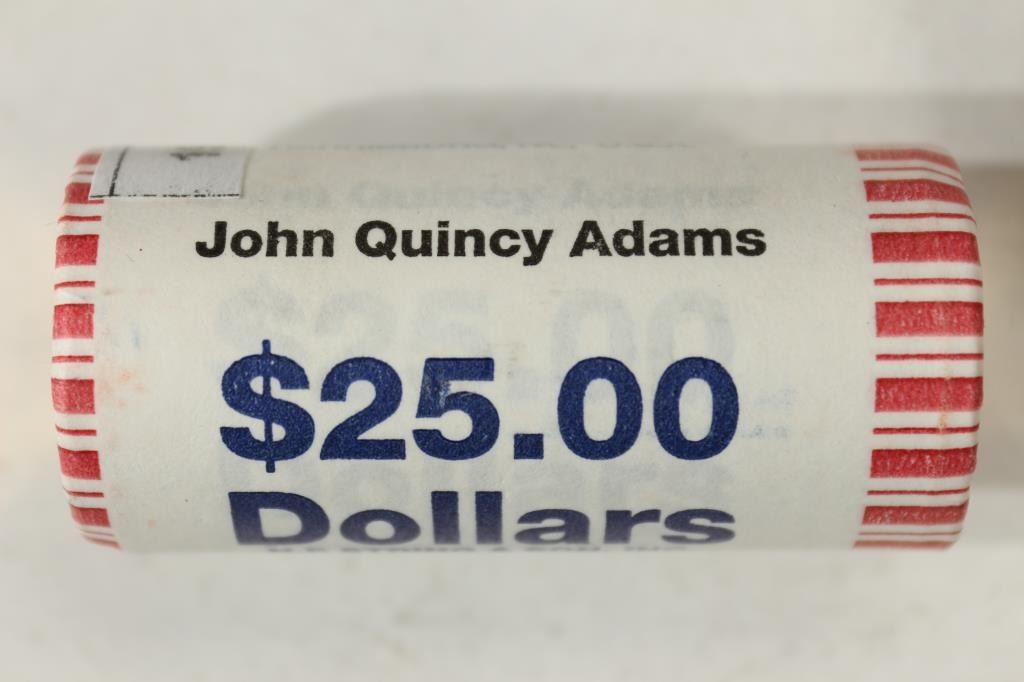 John Quincy Adams
$25.00
Dollars